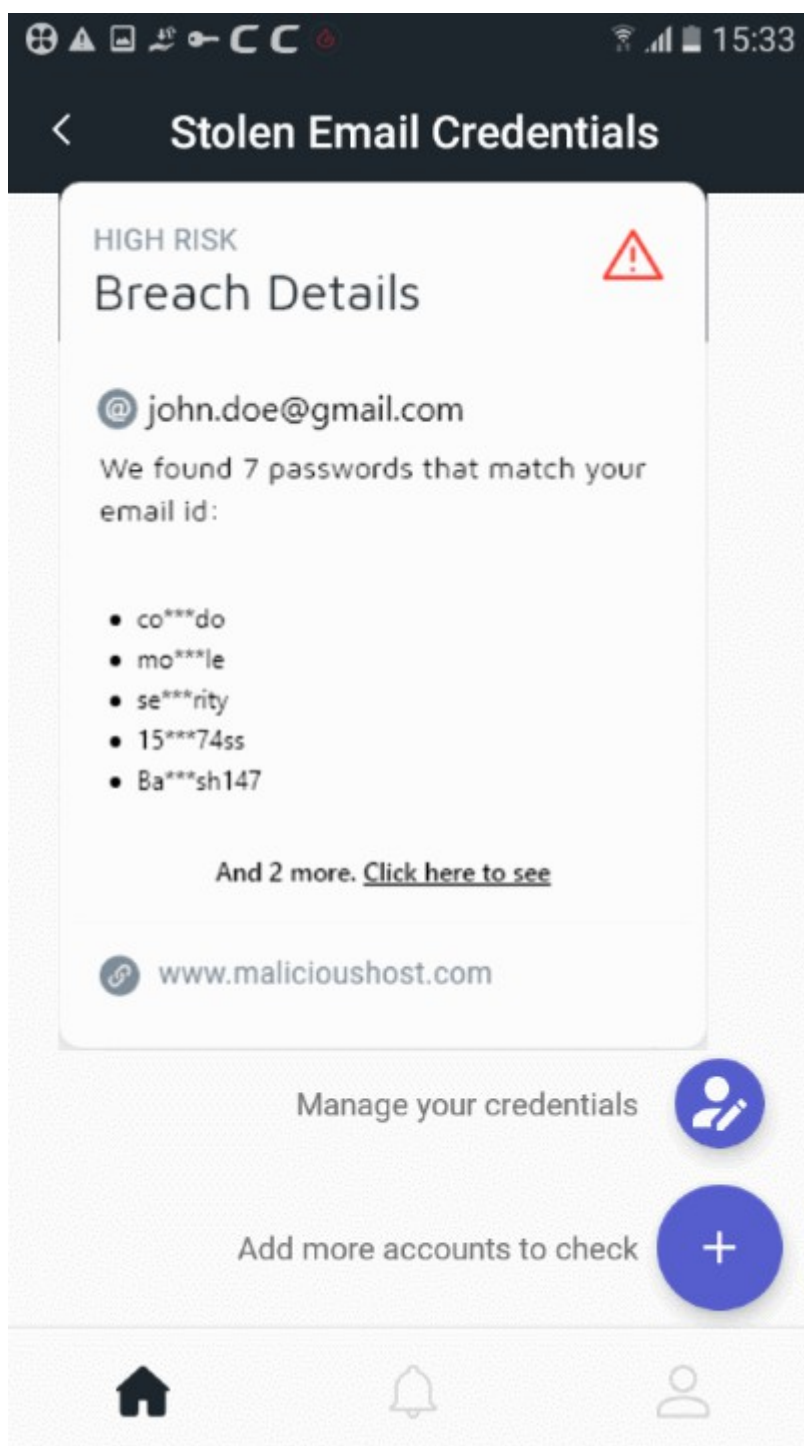 15:33
Stolen Email Credentials
HIGH RISK
Breach Details
@ john.doe@gmail.com
We found 7 passwords that match your
email id:
• co***do
• mo***le
• se***rity
• 15***74ss
• Ba***sh147
And 2 more. Click here to see
www.malicioushost.com
Manage your credentials
Add more accounts to check